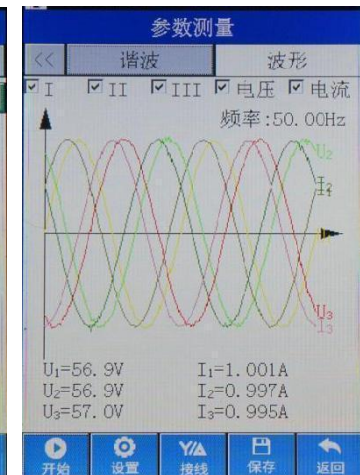 参数测量
<< 谐波 波形
I II III 电压 电流
频率:50.00Hz
U₂
I₂
U₃
I₃
U₁=56.9V I₁=1.001A
U₂=56.9V I₂=0.997A
U₃=57.0V I₃=0.995A
开始 设置 Y/Δ 接线 保存 返回